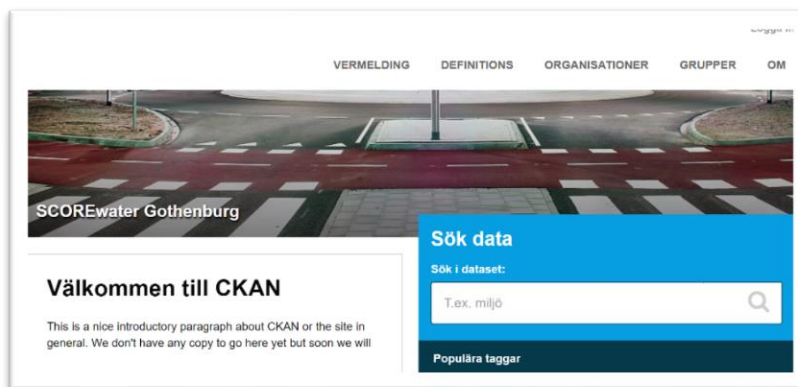 VERMELDING DEFINITIONS ORGANISATIONER GRUPPER OM
SCOREwater Gothenburg
Sök data
Sök i dataset:
T.ex. miljö
Välkommen till CKAN
This is a nice introductory paragraph about CKAN or the site in
general. We don't have any copy to go here yet but soon we will
Populära taggar